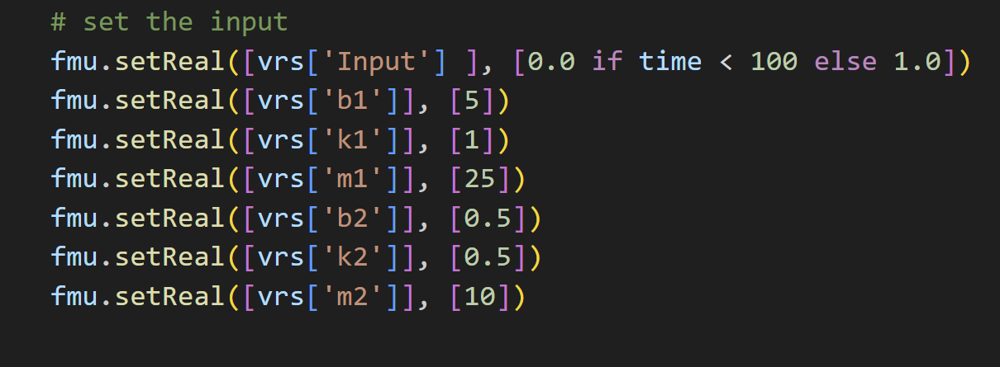 # set the input
fmu.setReal([vrs['Input'] ], [0.0 if time < 100 else 1.0])
fmu.setReal([vrs['b1']], [5])
fmu.setReal([vrs['k1']], [1])
fmu.setReal([vrs['m1']], [25])
fmu.setReal([vrs['b2']], [0.5])
fmu.setReal([vrs['k2']], [0.5])
fmu.setReal([vrs['m2']], [10])